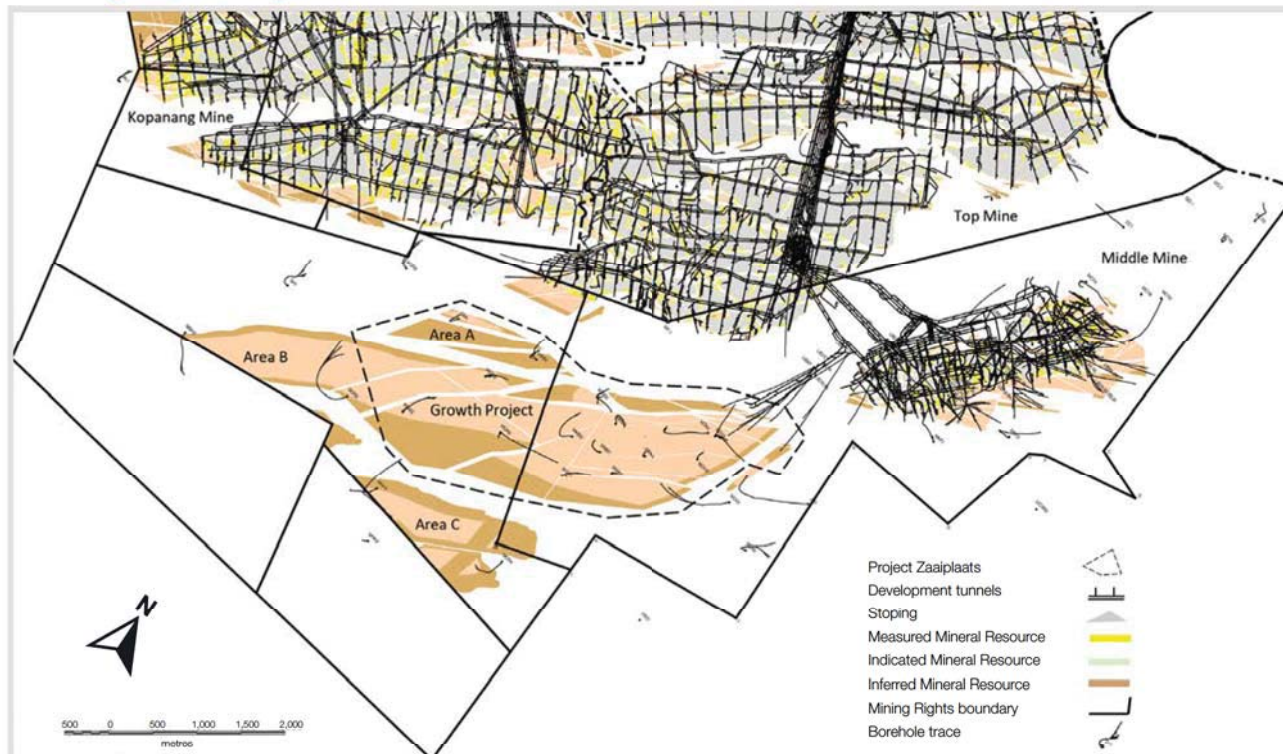 Kopanang Mine
Top Mine
Middle Mine
Area A
Area B
Growth Project
Area C
N
500 0 500 1,000 1,500 2,000
metres
Project Zaaiplaats
Development tunnels
Stoping
Measured Mineral Resource
Indicated Mineral Resource
Inferred Mineral Resource
Mining Rights boundary
Borehole trace